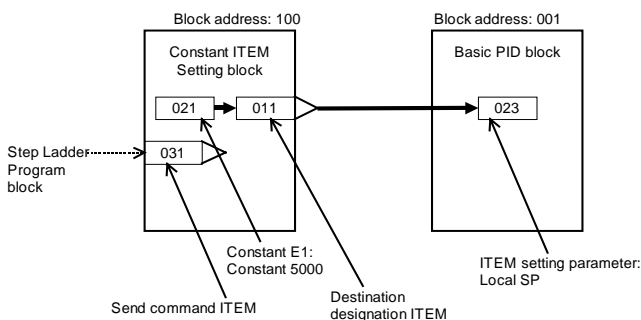 Block address: 100
Block address: 001
Constant ITEM
Setting block
Basic PID block
021
011
023
Step Ladder
Program
block
031
Constant E1:
Constant 5000
ITEM setting parameter:
Local SP
Send command ITEM
Destination
designation ITEM